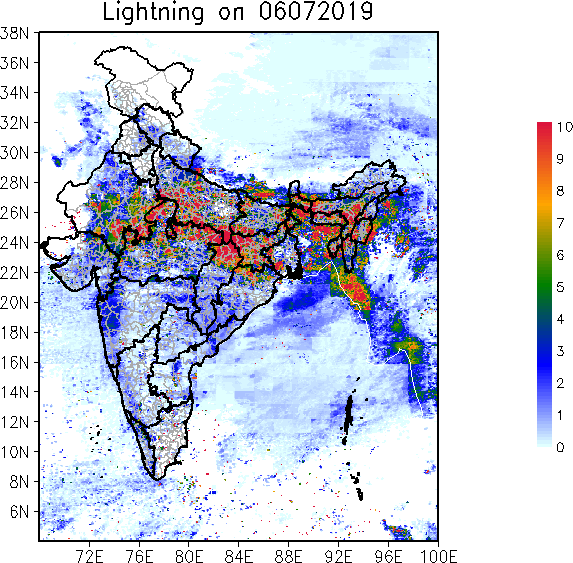 Lightning on 06072019
38N
36N
34N
32N
30N
28N
26N
24N
22N
20N
18N
16N
14N
12N
10N
8N
6N
72E 76E 80E 84E 88E 92E 96E 100E
10
9
8
7
6
5
4
3
2
1
0